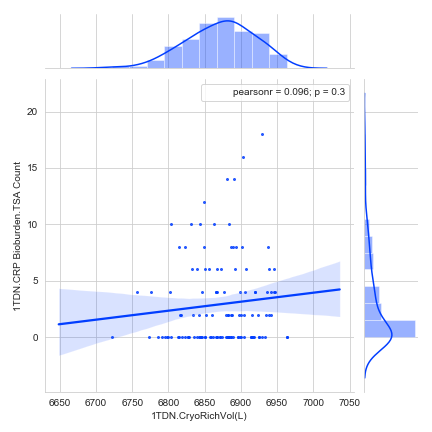 pearsonr = 0.096; p = 0.3
20
15
10
5
0
1TDN.CRP Bioburden.TSA Count
6650 6700 6750 6800 6850 6900 6950 7000 7050
1TDN.CryoRichVol(L)